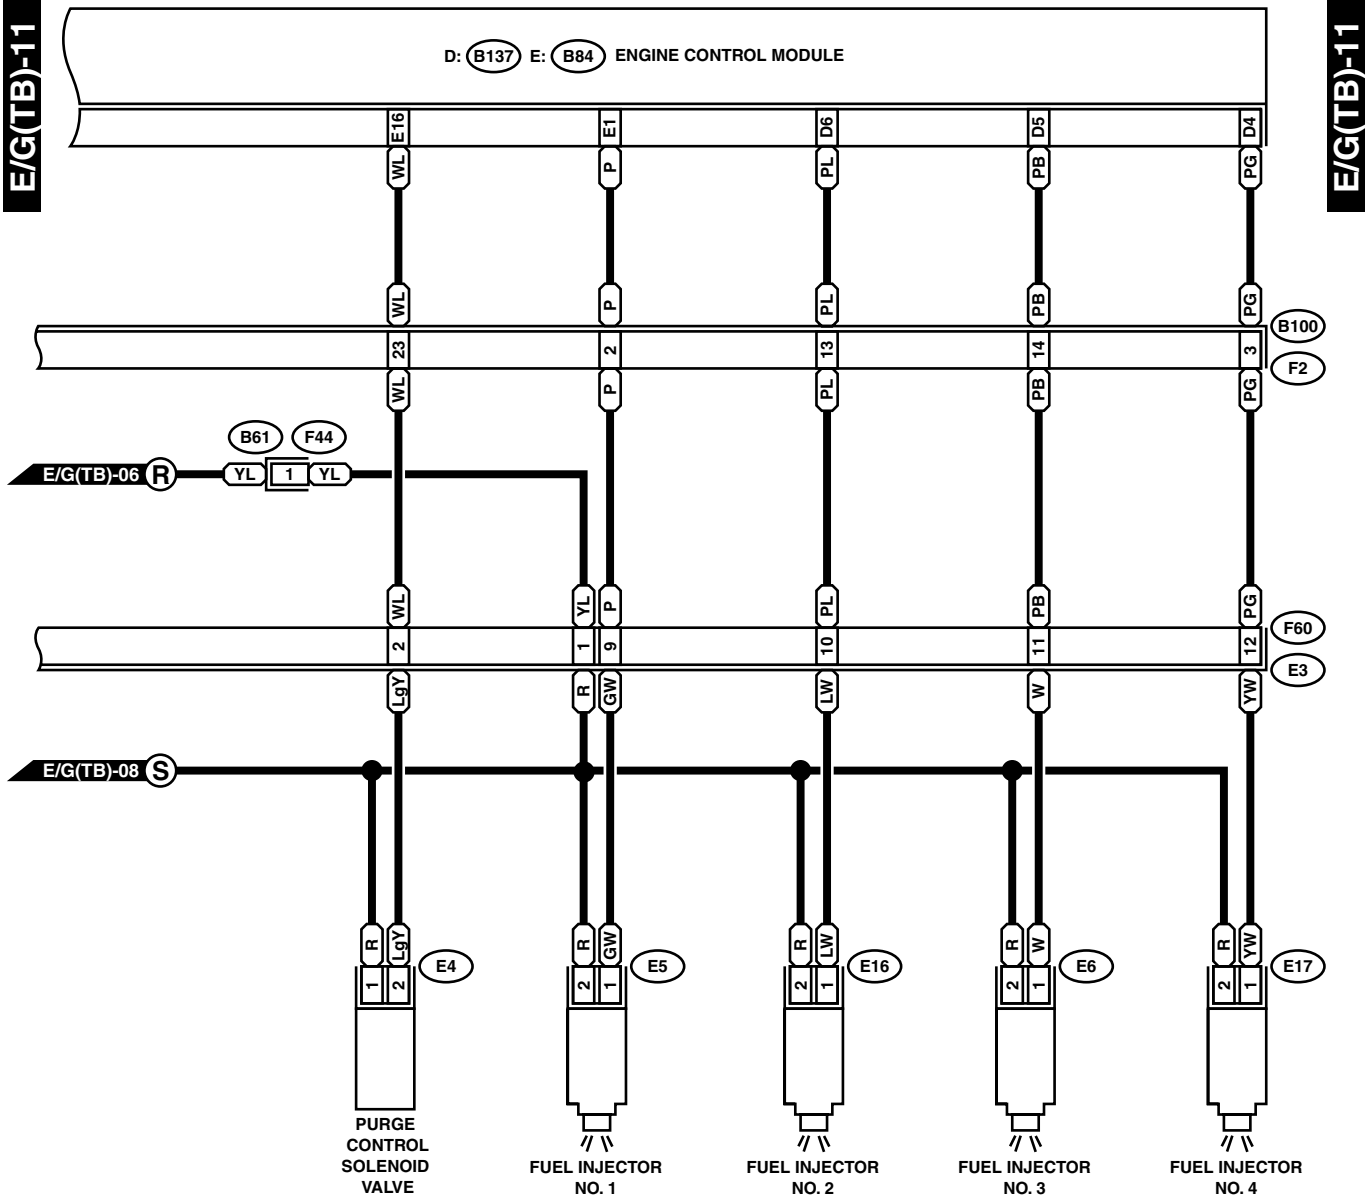 E/G(TB)-11
E/G(TB)-11
D: B137 E: B84 ENGINE CONTROL MODULE
E16 E1 D6 D5 D4
WL P PL PB PG
WL P PL PB PG
B100
23 2 13 14 3
F2
WL P PL PB PG
B61 F44
E/G(TB)-06 R YL 1 YL
WL YL P PL PB PG
F60
2 1 9 10 11 12
E3
LgY R GW LW W YW
E/G(TB)-08 S
R LgY R GW R LW R W R YW
E4 E5 E16 E6 E17
1 2 2 1 2 1 2 1 2 1
PURGE
CONTROL
SOLENOID
VALVE
FUEL INJECTOR
NO. 1
FUEL INJECTOR
NO. 2
FUEL INJECTOR
NO. 3
FUEL INJECTOR
NO. 4